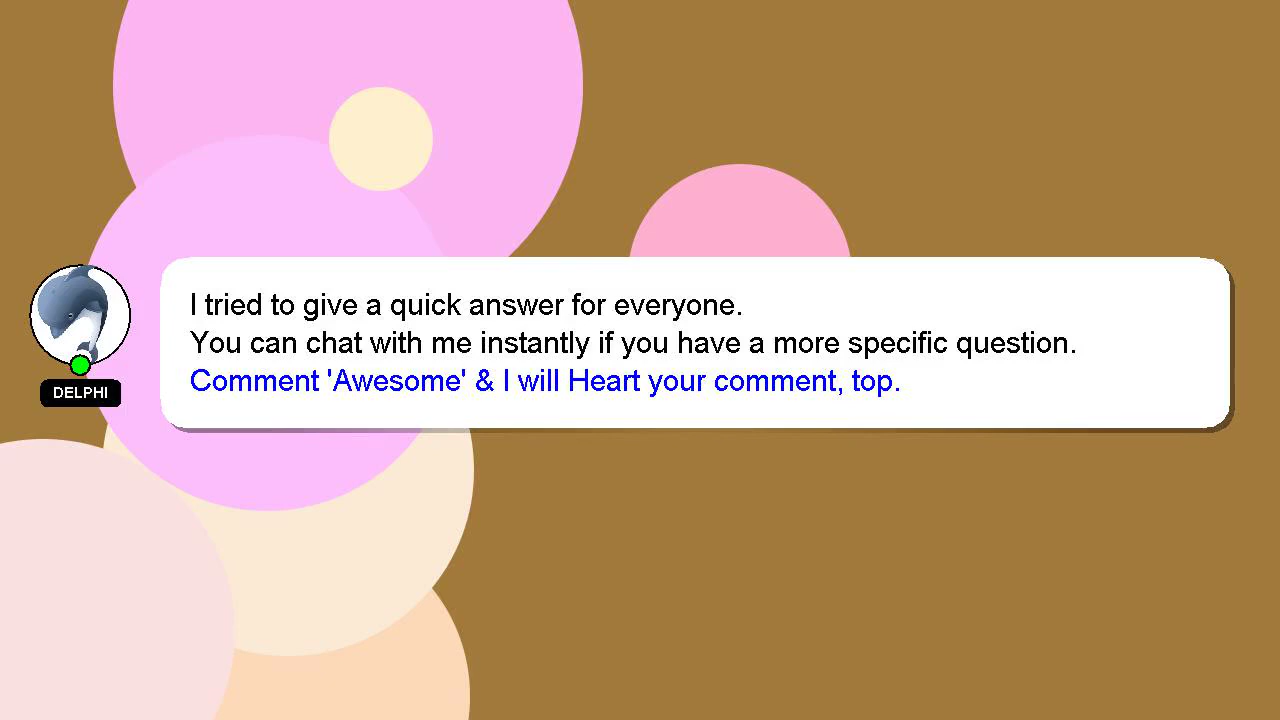 I tried to give a quick answer for everyone.
You can chat with me instantly if you have a more specific question.
Comment 'Awesome' & I will Heart your comment, top.
DELPHI